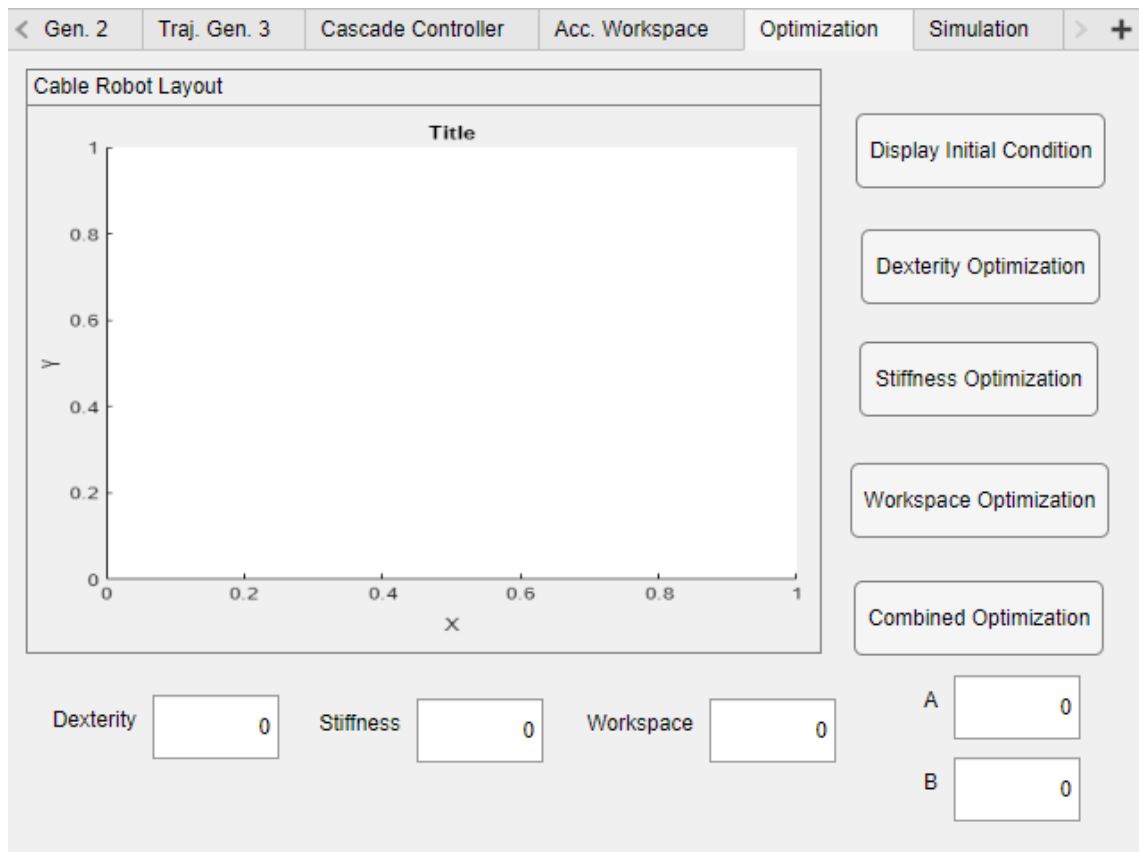 < Gen. 2 Traj. Gen. 3 Cascade Controller Acc. Workspace Optimization Simulation > +
Cable Robot Layout
Title
1
0.8
0.6
0.4
0.2
0
Y
0 0.2 0.4 0.6 0.8 1
X
Display Initial Condition
Dexterity Optimization
Stiffness Optimization
Workspace Optimization
Combined Optimization
Dexterity 0 Stiffness 0 Workspace 0
A 0
B 0